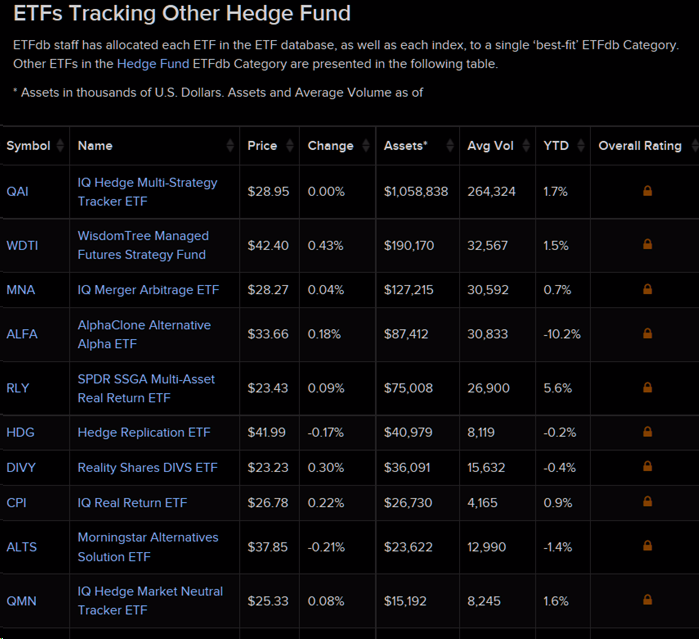 ETFs Tracking Other Hedge Fund
ETFdb staff has allocated each ETF in the ETF database, as well as each index, to a single ‘best-fit’ ETFdb Category.
Other ETFs in the Hedge Fund ETFdb Category are presented in the following table.
* Assets in thousands of U.S. Dollars. Assets and Average Volume as of
Symbol Name Price Change Assets* Avg Vol YTD Overall Rating
QAI IQ Hedge Multi-Strategy Tracker ETF $28.95 0.00% $1,058,838 264,324 1.7%
WDTI WisdomTree Managed Futures Strategy Fund $42.40 0.43% $190,170 32,567 1.5%
MNA IQ Merger Arbitrage ETF $28.27 0.04% $127,215 30,592 0.7%
ALFA AlphaClone Alternative Alpha ETF $33.66 0.18% $87,412 30,833 -10.2%
RLY SPDR SSGA Multi-Asset Real Return ETF $23.43 0.09% $75,008 26,900 5.6%
HDG Hedge Replication ETF $41.99 -0.17% $40,979 8,119 -0.2%
DIVY Reality Shares DIVS ETF $23.23 0.30% $36,091 15,632 -0.4%
CPI IQ Real Return ETF $26.78 0.22% $26,730 4,165 0.9%
ALTS Morningstar Alternatives Solution ETF $37.85 -0.21% $23,622 12,990 -1.4%
QMN IQ Hedge Market Neutral Tracker ETF $25.33 0.08% $15,192 8,245 1.6%